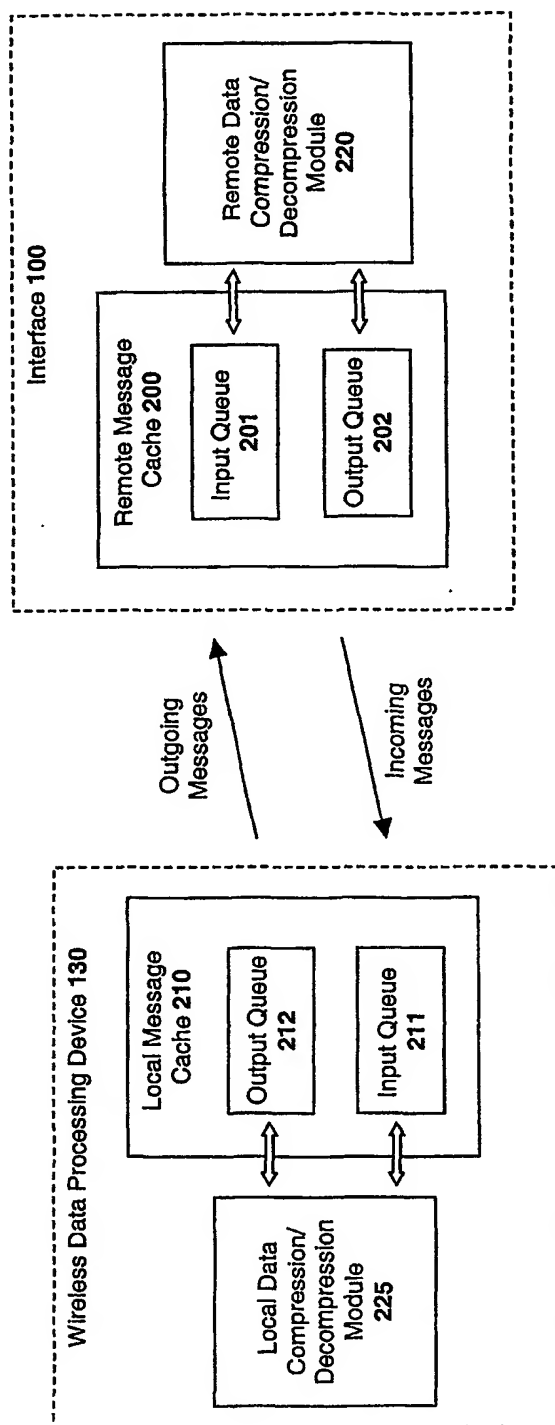 Wireless Data Processing Device 130
Local Data
Compression/
Decompression
Module
225
Local Message
Cache 210
Output Queue
212
Input Queue
211
Outgoing
Messages
Incoming
Messages
Interface 100
Remote Message
Cache 200
Input Queue
201
Output Queue
202
Remote Data
Compression/
Decompression
Module
220